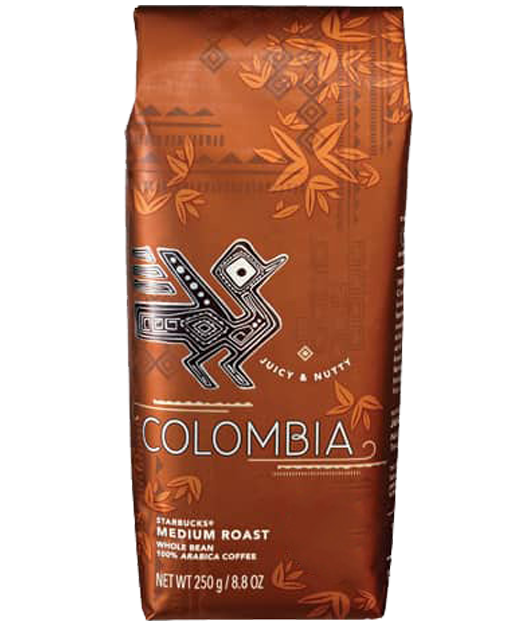 JUICY & NUTTY
COLOMBIA
STARBUCKS®
MEDIUM ROAST
WHOLE BEAN
100% ARABICA COFFEE
NET WT 250 g / 8.8 OZ